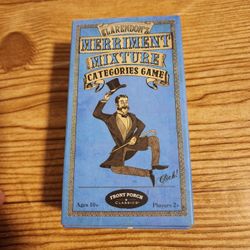 CLARENDON'S
MERRIMENT
MIXTURE
CATEGORIES GAME
Click!
FRONT PORCH
CLASSICS
Ages 10+
Players 2+